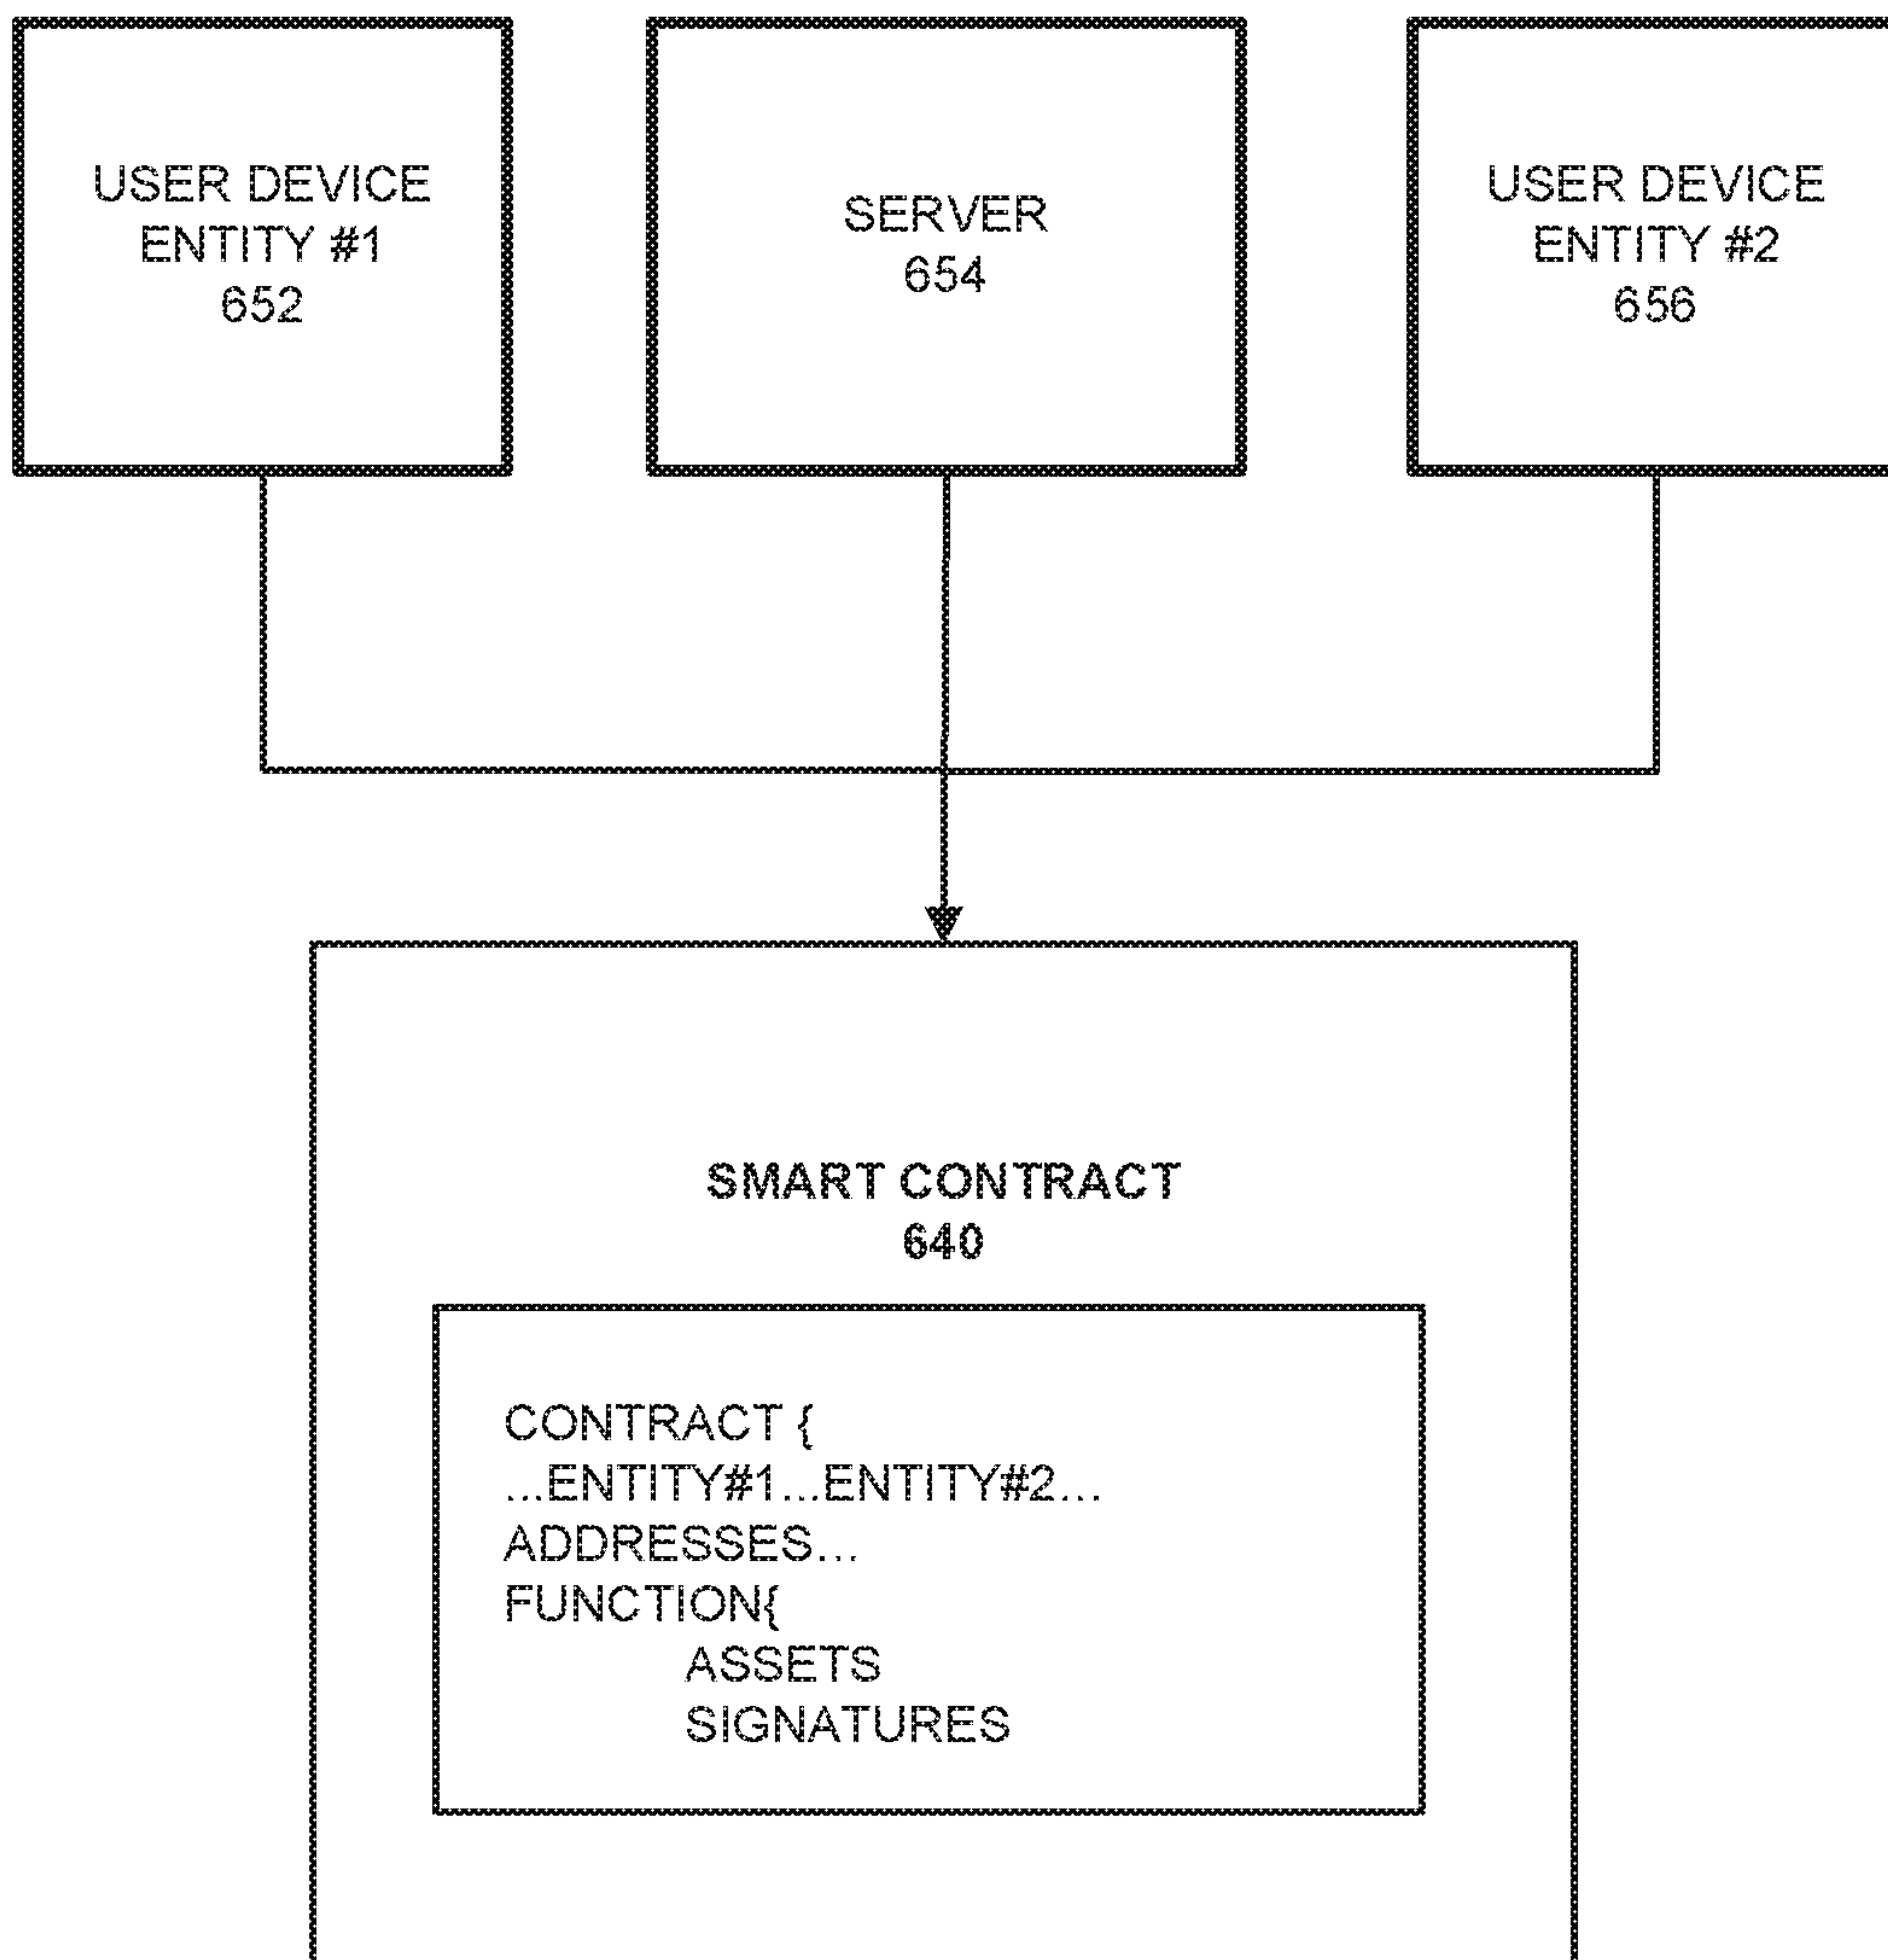 USER DEVICE
ENTITY #1
652
SERVER
654
USER DEVICE
ENTITY #2
656
SMART CONTRACT
640
CONTRACT {
...ENTITY#1...ENTITY#2...
ADDRESSES...
FUNCTION{
ASSETS
SIGNATURES